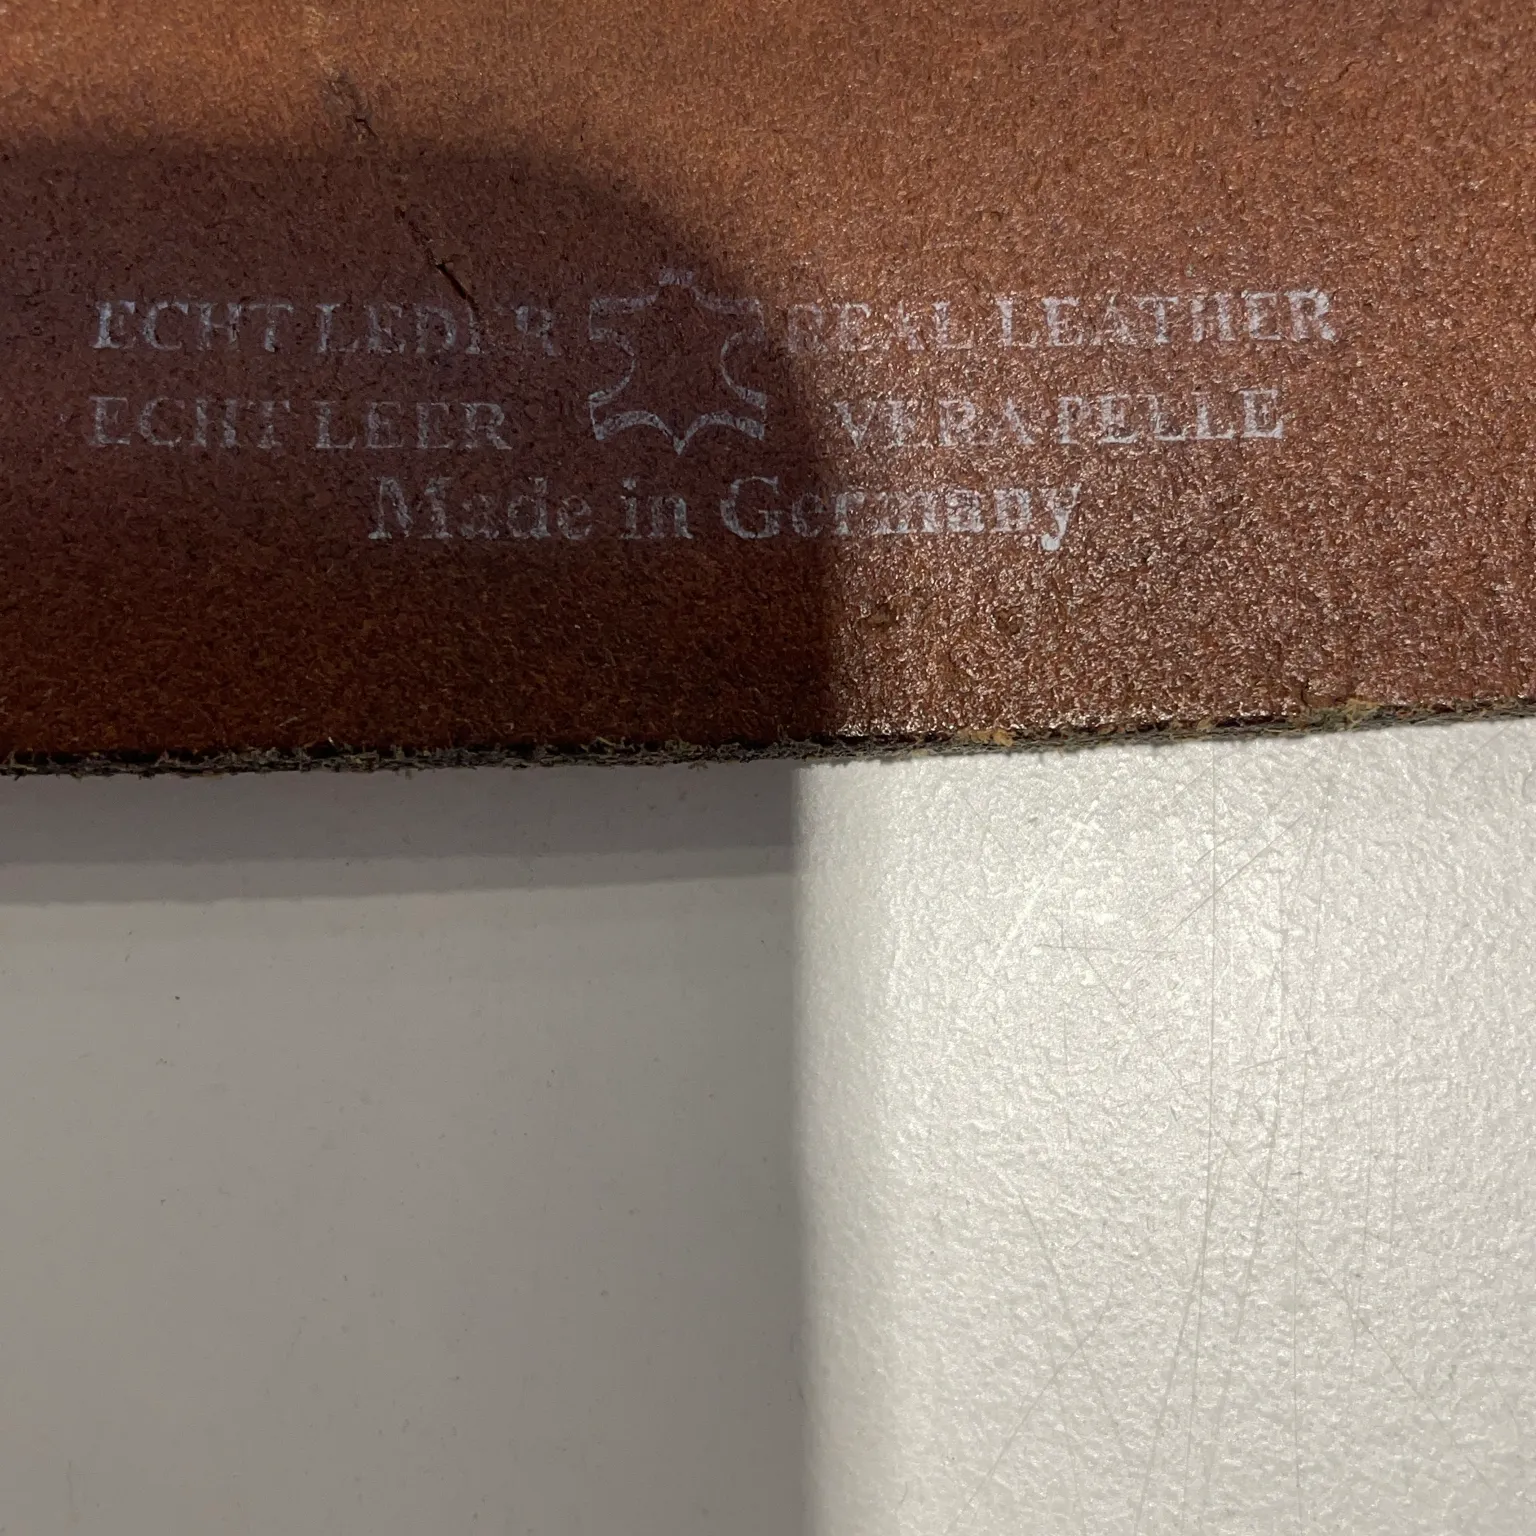 ECHT LEDER REAL LEATHER
ECHT LEER VERA PELLE
Made in Germany